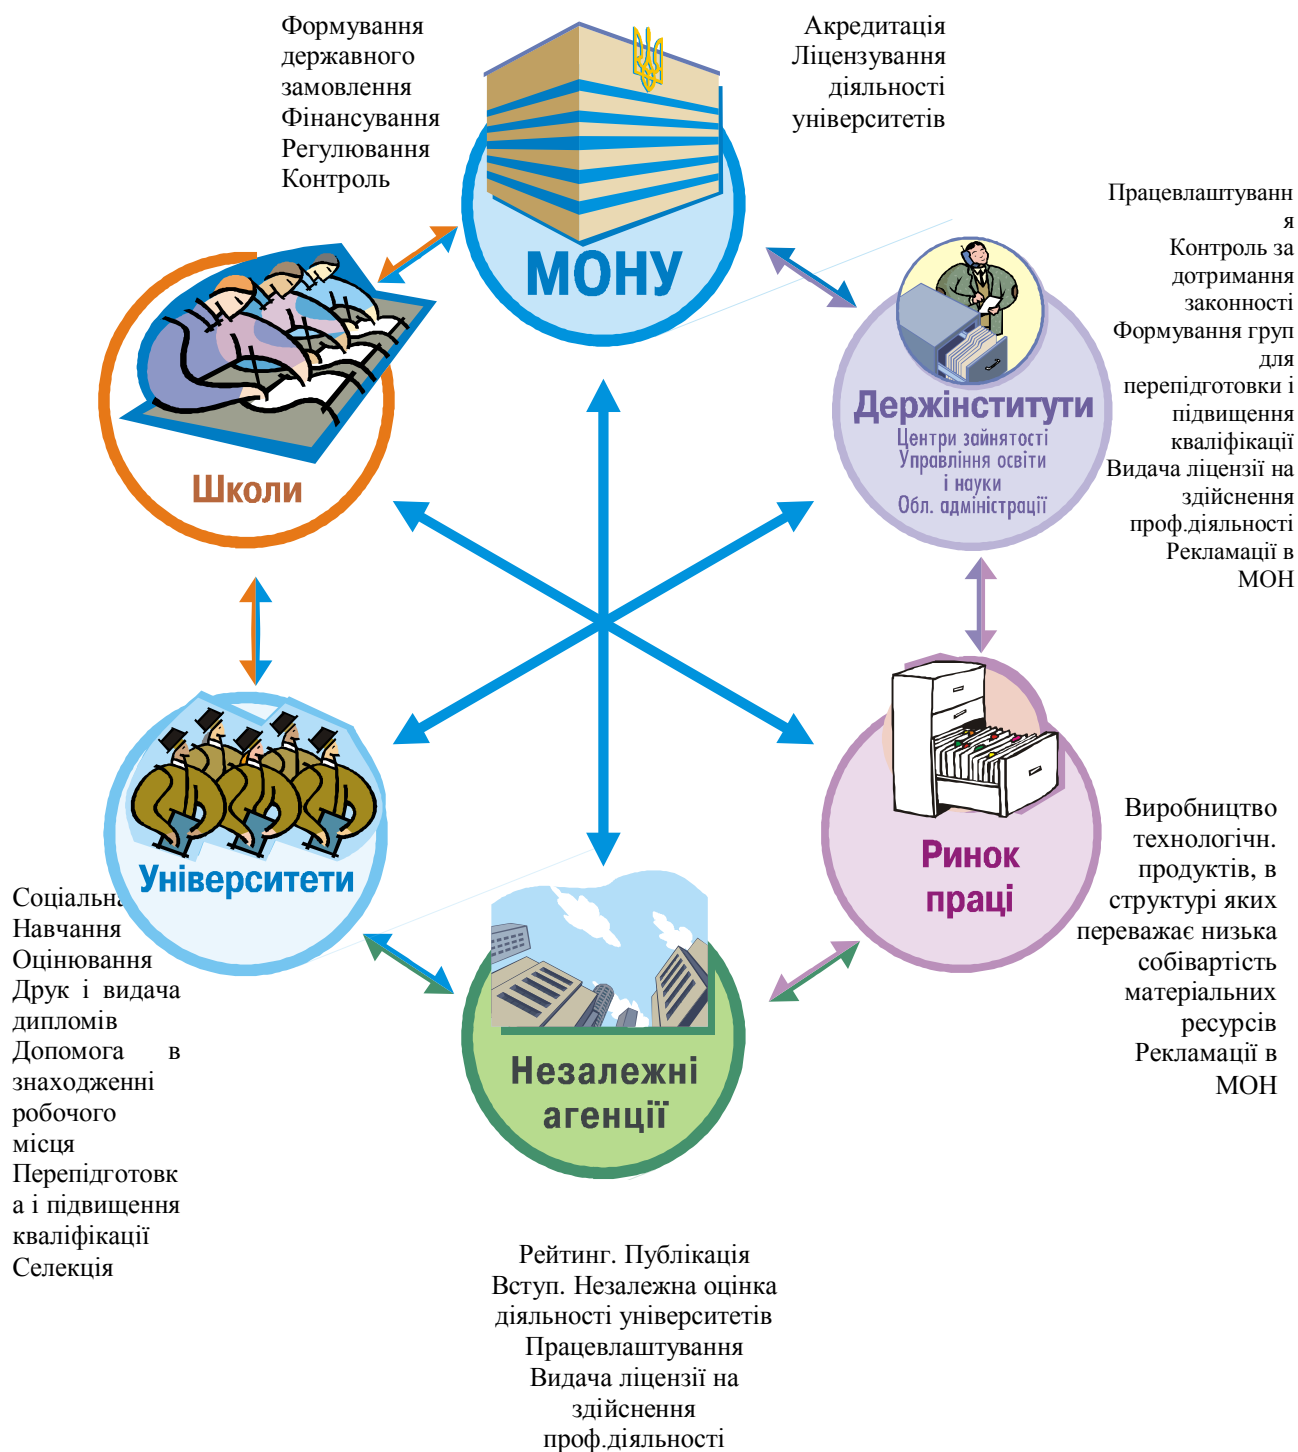 Формування
державного
замовлення
Фінансування
Регулювання
Контроль
Акредитація
Ліцензування
діяльності
університетів
МОНУ
Працевлаштуванн
я
Контроль за
дотримання
законності
Формування груп
для
перепідготовки і
підвищення
кваліфікації
Видача ліцензії на
здійснення
проф.діяльності
Рекламації в
МОН
Держінститути
Центри зайнятості
Управління освіти
і науки
Обл. адміністрації
Школи
Університети
Ринок
праці
Виробництво
технологічн.
продуктів, в
структурі яких
переважає низька
собівартість
матеріальних
ресурсів
Рекламації в
МОН
Соціальна
Навчання
Оцінювання
Друк і видача
дипломів
Допомога в
знаходженні
робочого
місця
Перепідготовк
а і підвищення
кваліфікації
Селекція
Незалежні
агенції
Рейтинг. Публікація
Вступ. Незалежна оцінка
діяльності університетів
Працевлаштування
Видача ліцензії на
здійснення
проф.діяльності